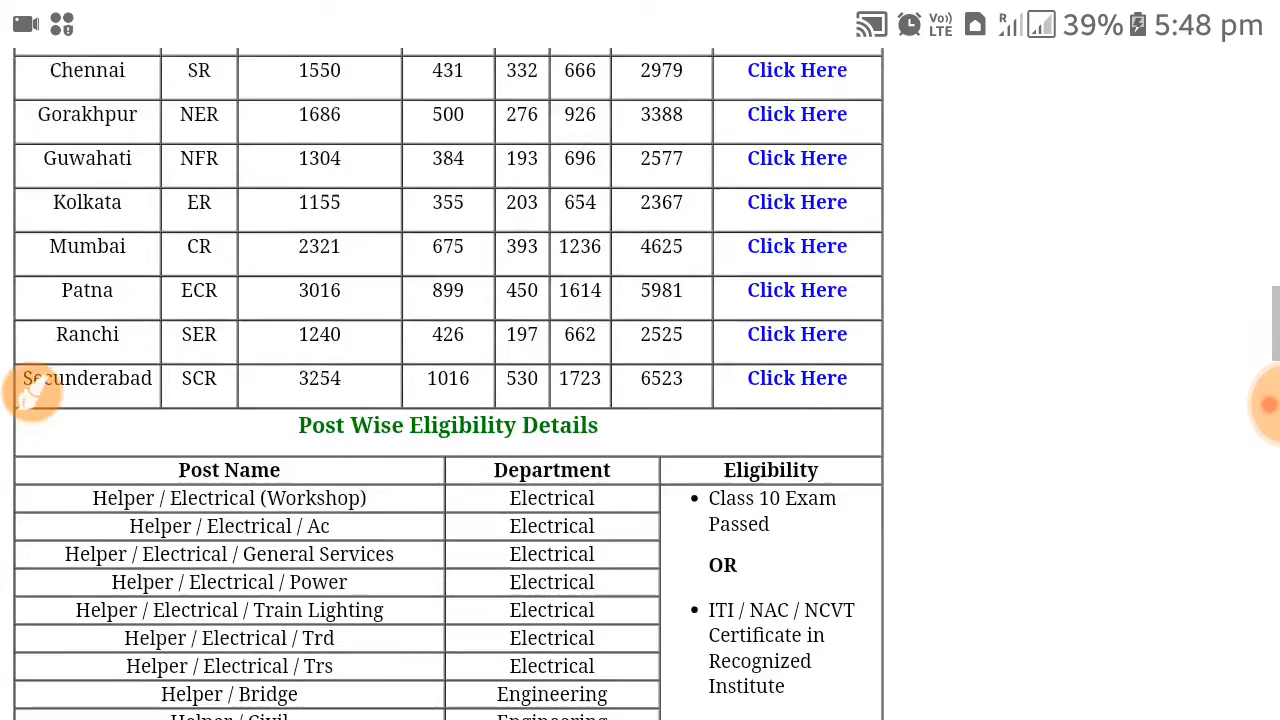 Vo) LTE R 39% 5:48 pm
Chennai SR 1550 431 332 666 2979 Click Here
Gorakhpur NER 1686 500 276 926 3388 Click Here
Guwahati NFR 1304 384 193 696 2577 Click Here
Kolkata ER 1155 355 203 654 2367 Click Here
Mumbai CR 2321 675 393 1236 4625 Click Here
Patna ECR 3016 899 450 1614 5981 Click Here
Ranchi SER 1240 426 197 662 2525 Click Here
Secunderabad SCR 3254 1016 530 1723 6523 Click Here
Post Wise Eligibility Details
Post Name Department Eligibility
Helper / Electrical (Workshop) Electrical
Helper / Electrical / Ac Electrical
Helper / Electrical / General Services Electrical
Helper / Electrical / Power Electrical
Helper / Electrical / Train Lighting Electrical
Helper / Electrical / Trd Electrical
Helper / Electrical / Trs Electrical
Helper / Bridge Engineering
Helper / Civil Engineering
• Class 10 Exam
Passed
OR
• ITI / NAC / NCVT
Certificate in
Recognized
Institute